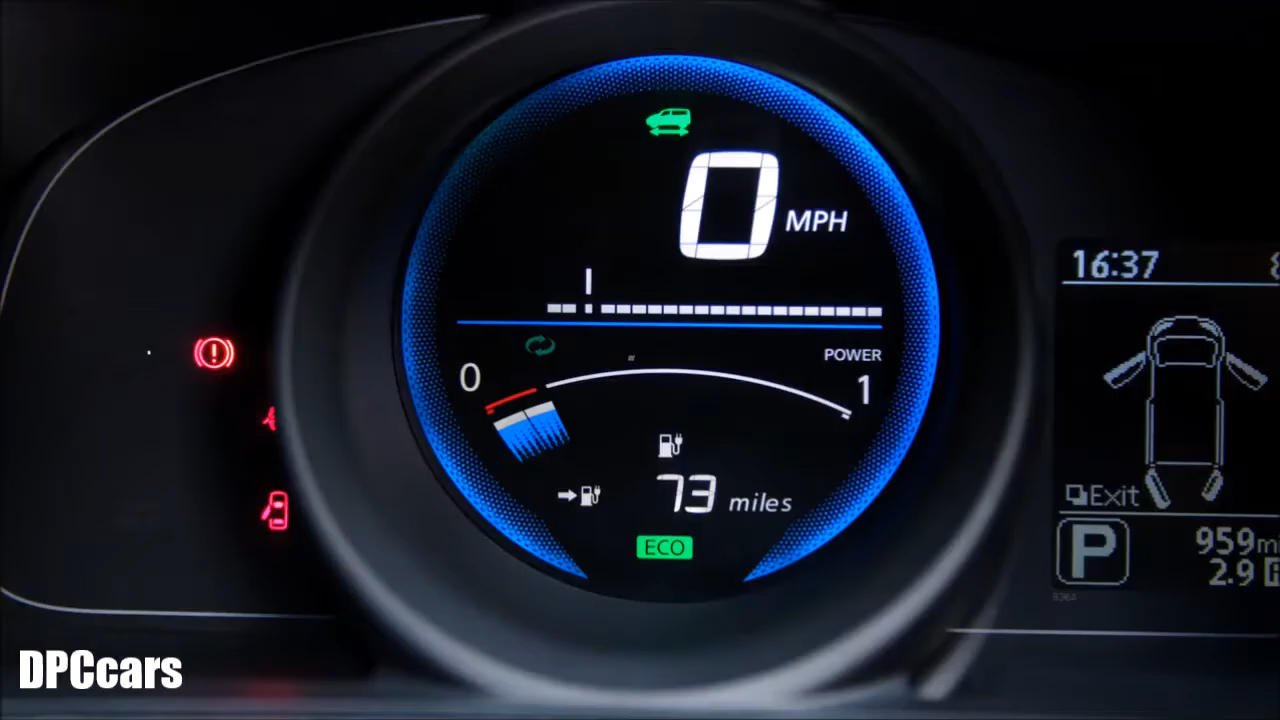 0 MPH
16:37
POWER
0
1
73 miles
Exit
ECO
P
959
2.9
DPCcars